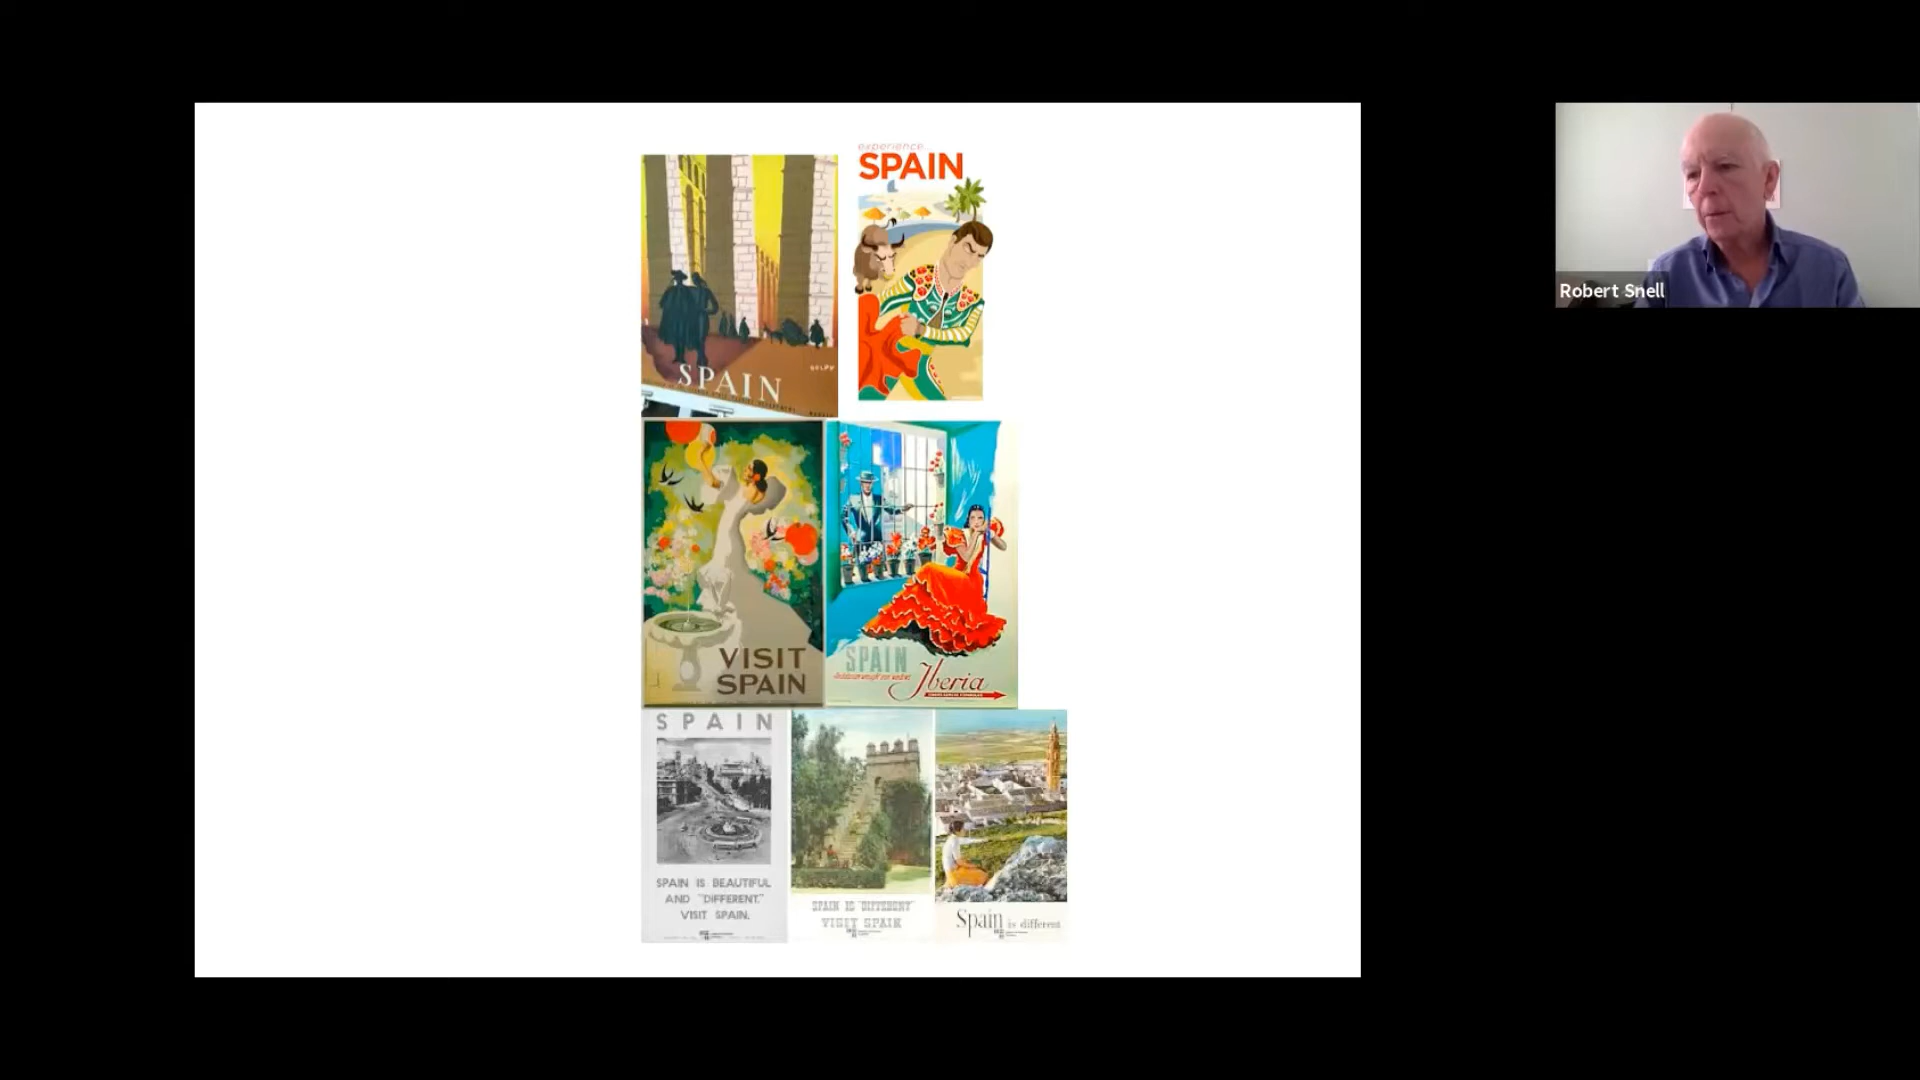 experience...
SPAIN
SPAIN
VISIT
SPAIN
SPAIN
Iberia
SPAIN
SPAIN IS BEAUTIFUL
AND "DIFFERENT."
VISIT SPAIN.
SPAIN IS "DIFFERENT"
VISIT SPAIN
Spain is different
Robert Snell